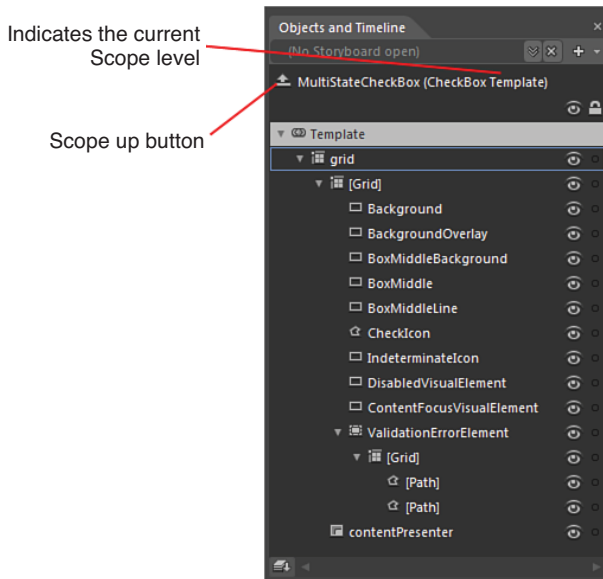 Indicates the current
Scope level
Scope up button
Objects and Timeline
(No Storyboard open)
MultiStateCheckBox (CheckBox Template)
Template
grid
[Grid]
Background
BackgroundOverlay
BoxMiddleBackground
BoxMiddle
BoxMiddleLine
CheckIcon
IndeterminateIcon
DisabledVisualElement
ContentFocusVisualElement
ValidationErrorElement
[Grid]
[Path]
[Path]
contentPresenter